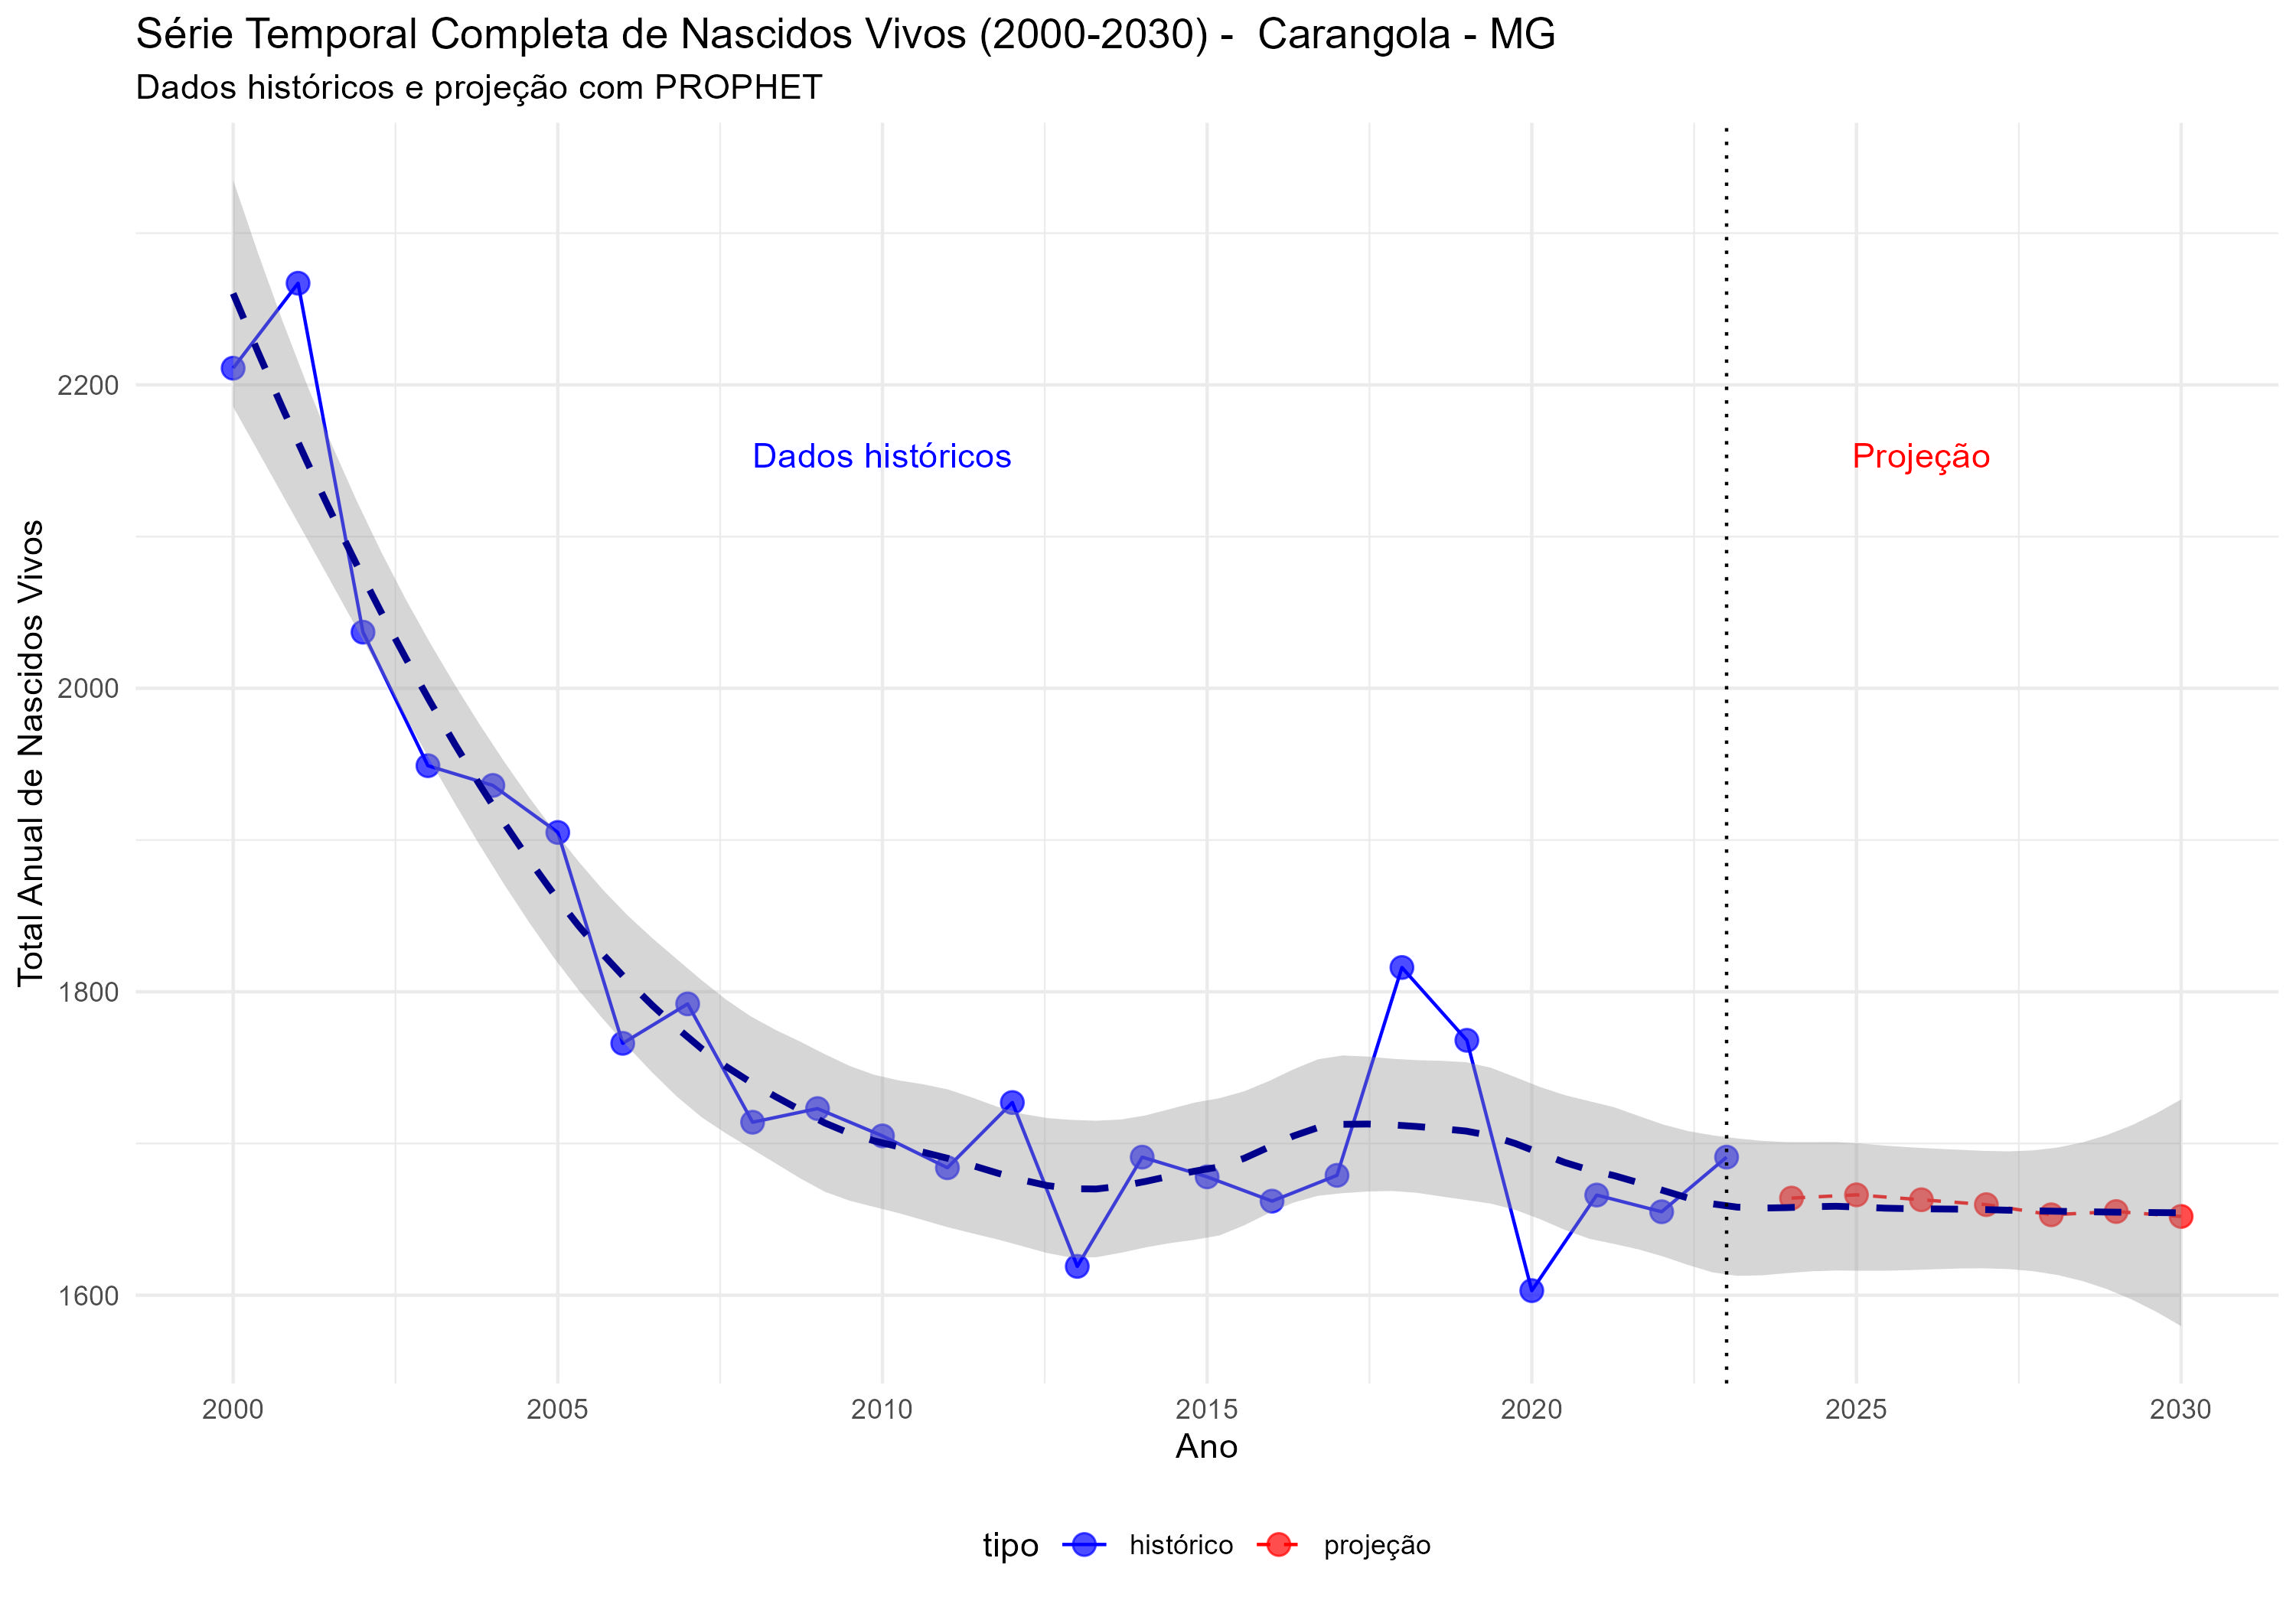 Série Temporal Completa de Nascidos Vivos (2000-2030) -  Carangola - MG
Dados históricos e projeção com PROPHET
Total Anual de Nascidos Vivos
2200
2000
1800
1600
Dados históricos
Projeção
2000 2005 2010 2015 2020 2025 2030
Ano
tipo histórico projeção